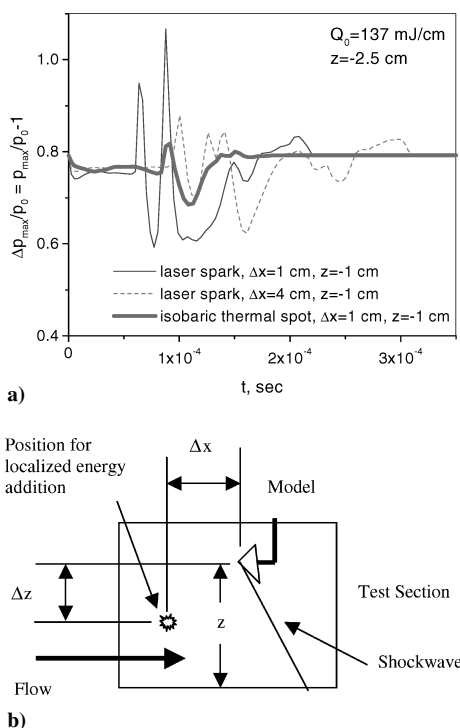 a)
Q₀=137 mJ/cm
z=-2.5 cm
Δp_max/p₀ = p_max/p₀-1
1.0
0.8
0.6
0.4
laser spark, Δx=1 cm, z=-1 cm
laser spark, Δx=4 cm, z=-1 cm
isobaric thermal spot, Δx=1 cm, z=-1 cm
0
1x10⁻⁴
2x10⁻⁴
3x10⁻⁴
t, sec
a)
Position for
localized energy
addition
Δx
Model
Δz
z
Test Section
Shockwave
Flow
b)